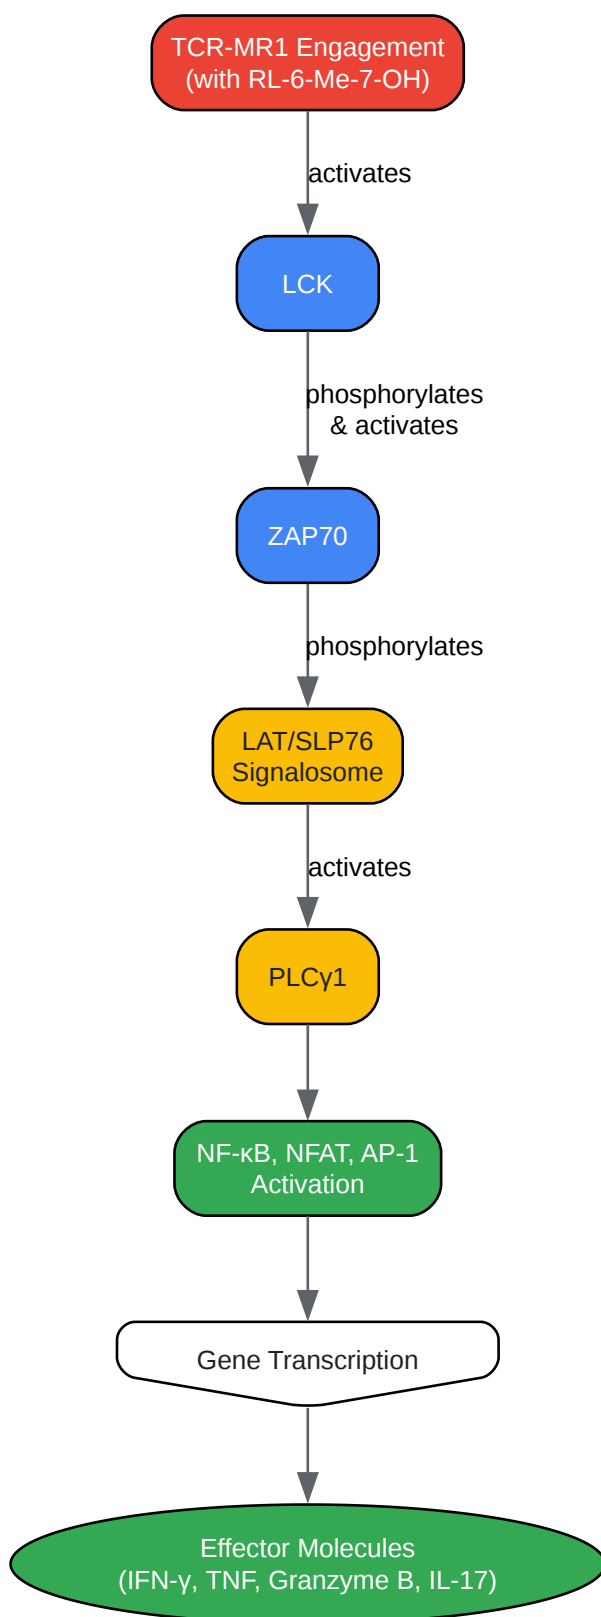 TCR-MR1 Engagement
(with RL-6-Me-7-OH)
activates
LCK
phosphorylates
& activates
ZAP70
phosphorylates
LAT/SLP76
Signalosome
activates
PLCγ1
NF-κB, NFAT, AP-1
Activation
Gene Transcription
Effector Molecules
(IFN-γ, TNF, Granzyme B, IL-17)